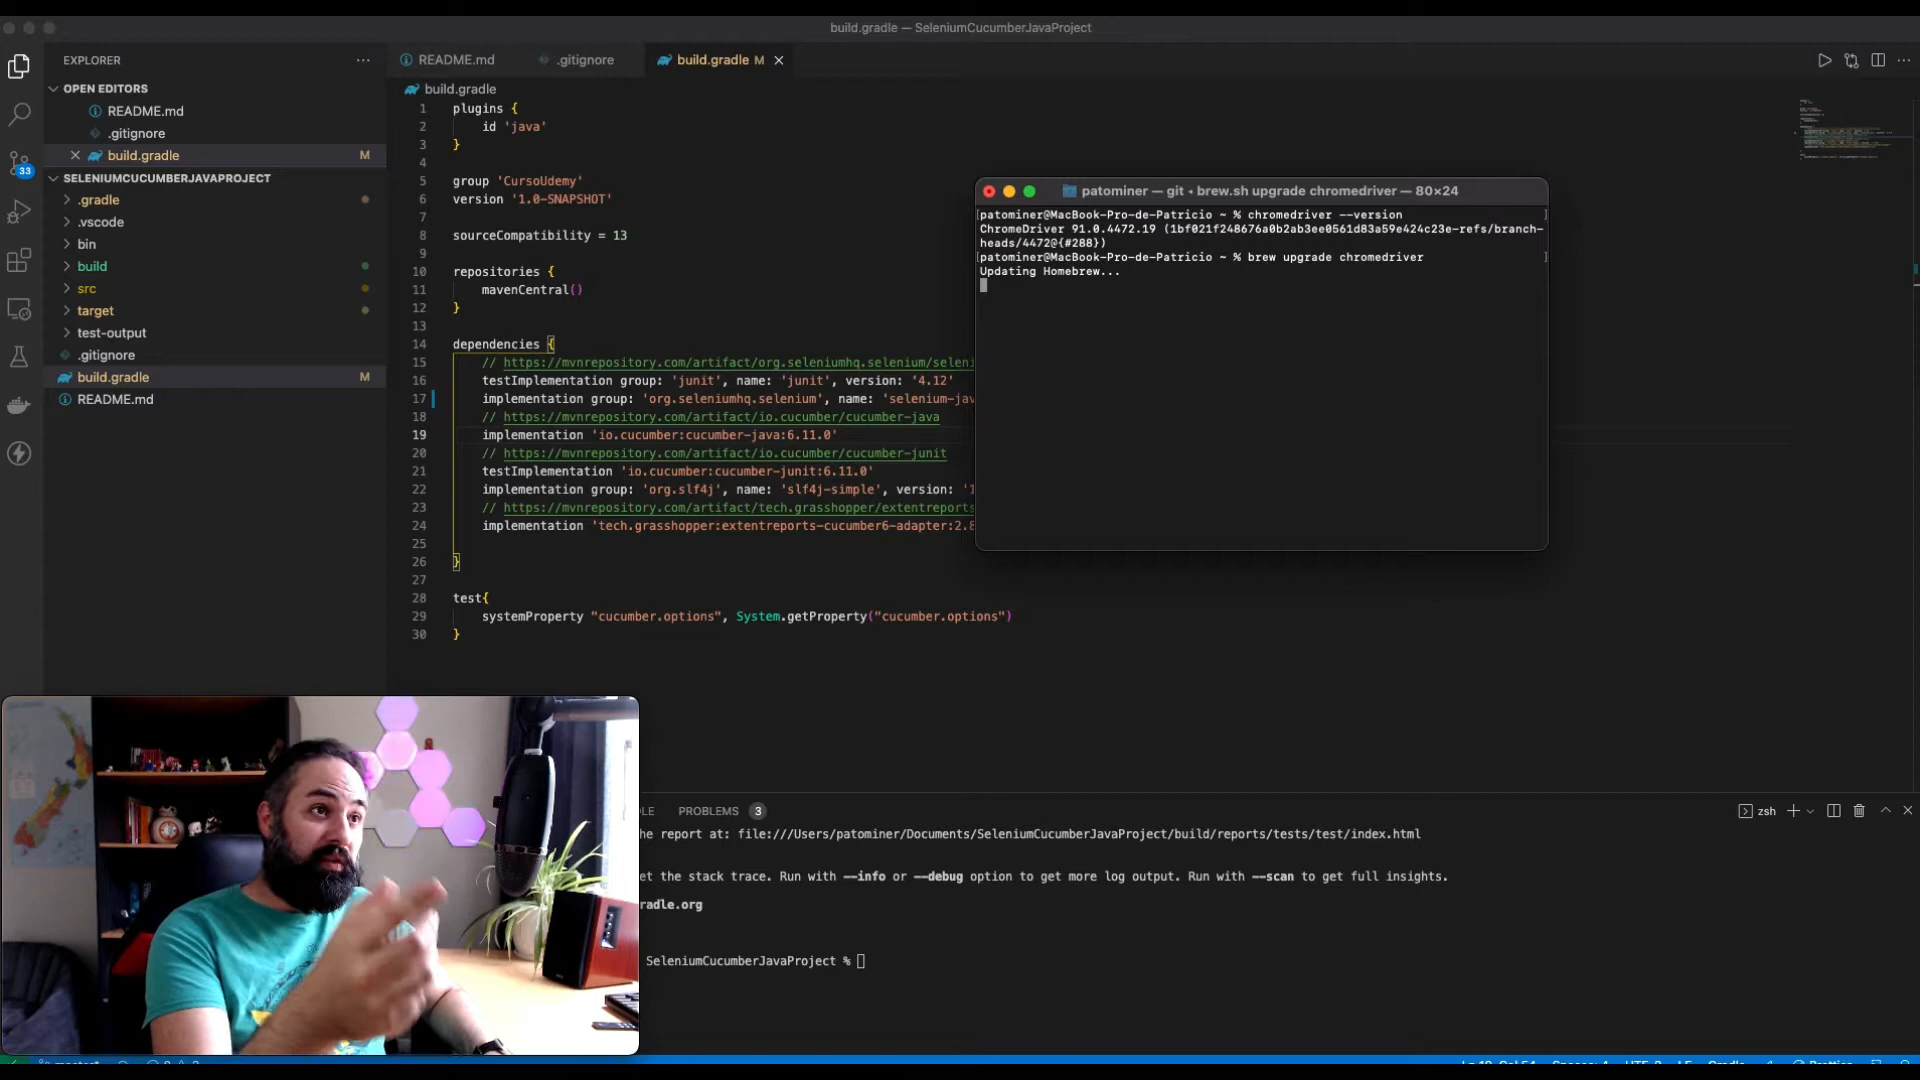 build.gradle — SeleniumCucumberJavaProject
EXPLORER
OPEN EDITORS
README.md
.gitignore
build.gradle M
SELENIUMCUCUMBERJAVAPROJECT
.gradle
.vscode
bin
build
src
target
test-output
.gitignore
build.gradle M
README.md
33
README.md .gitignore build.gradle M
build.gradle
1 plugins {
2 id 'java'
3 }
4
5 group 'CursoUdemy'
6 version '1.0-SNAPSHOT'
7
8 sourceCompatibility = 13
9
10 repositories {
11 mavenCentral()
12 }
13
14 dependencies {
15 // https://mvnrepository.com/artifact/org.seleniumhq.selenium/seleni
16 testImplementation group: 'junit', name: 'junit', version: '4.12'
17 implementation group: 'org.seleniumhq.selenium', name: 'selenium-jav
18 // https://mvnrepository.com/artifact/io.cucumber/cucumber-java
19 implementation 'io.cucumber:cucumber-java:6.11.0'
20 // https://mvnrepository.com/artifact/io.cucumber/cucumber-junit
21 testImplementation 'io.cucumber:cucumber-junit:6.11.0'
22 implementation group: 'org.slf4j', name: 'slf4j-simple', version: '1
23 // https://mvnrepository.com/artifact/tech.grasshopper/extentreports
24 implementation 'tech.grasshopper:extentreports-cucumber6-adapter:2.8
25
26 }
27
28 test{
29 systemProperty "cucumber.options", System.getProperty("cucumber.options")
30 }
patominer — git ◂ brew.sh upgrade chromedriver — 80×24
[patominer@MacBook-Pro-de-Patricio ~ % chromedriver --version ]
ChromeDriver 91.0.4472.19 (1bf021f248676a0b2ab3ee0561d83a59e424c23e-refs/branch-
heads/4472@{#288})
[patominer@MacBook-Pro-de-Patricio ~ % brew upgrade chromedriver ]
Updating Homebrew...
LE PROBLEMS 3
zsh
he report at: file:///Users/patominer/Documents/SeleniumCucumberJavaProject/build/reports/tests/test/index.html
et the stack trace. Run with --info or --debug option to get more log output. Run with --scan to get full insights.
radle.org
SeleniumCucumberJavaProject %